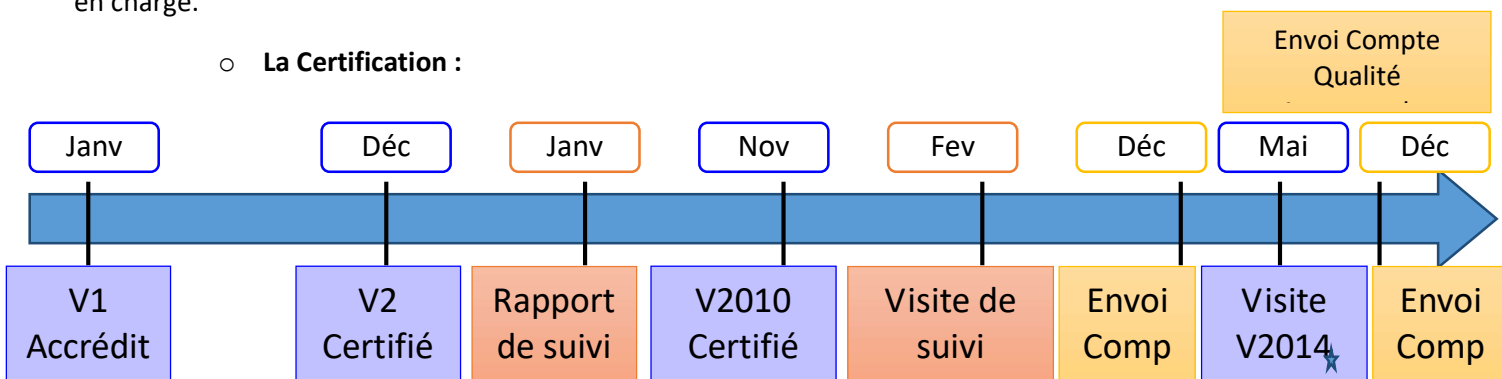 en charge.
o La Certification :
Envoi Compte
Qualité
Janv
Déc
Janv
Nov
Fev
Déc
Mai
Déc
V1
Accrédit
V2
Certifié
Rapport
de suivi
V2010
Certifié
Visite de
suivi
Envoi
Comp
Visite
V2014
Envoi
Comp